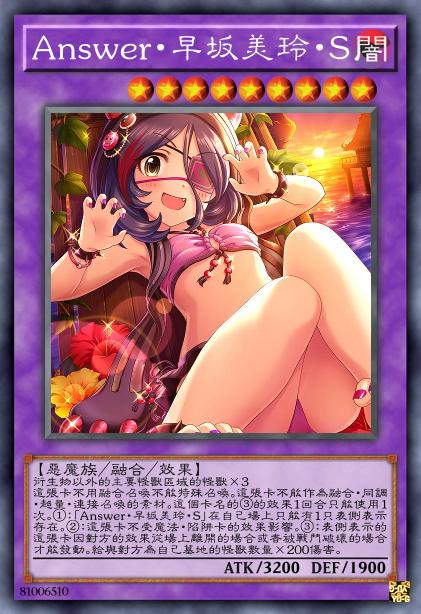 Answer・早坂美玲・S
闇
【惡魔族／融合／效果】
衍生物以外的主要怪獸區域的怪獸×3
這張卡不用融合召喚不能特殊召喚。這張卡不能作為融合・同調
・超量・連接召喚的素材。這個卡名的③的效果1回合只能使用1
次。①：「Answer・早坂美玲・S」在自己場上只能有1只表側表示
存在。②：這張卡不受魔法・陷阱卡的效果影響。③：表側表示的
這張卡因對方的效果從場上離開的場合或者被戰鬥破壞的場合
才能發動。給與對方為自己墓地的怪獸數量×200傷害。
ATK/3200 DEF/1900
81006510